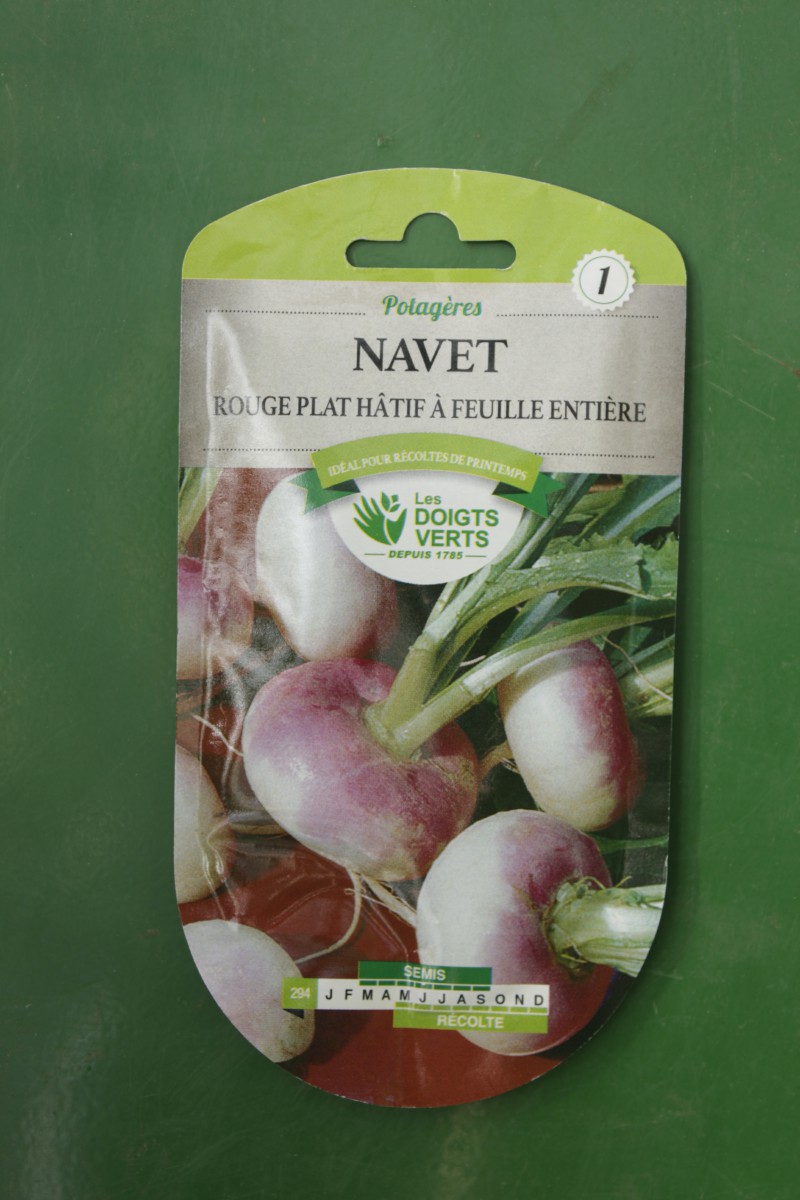 1
Potagères
NAVET
ROUGE PLAT HÂTIF À FEUILLE ENTIÈRE
IDÉAL POUR RÉCOLTES DE PRINTEMPS
Les
DOIGTS
VERTS
DEPUIS 1785
SEMIS
294 J F M A M J J A S O N D
RÉCOLTE